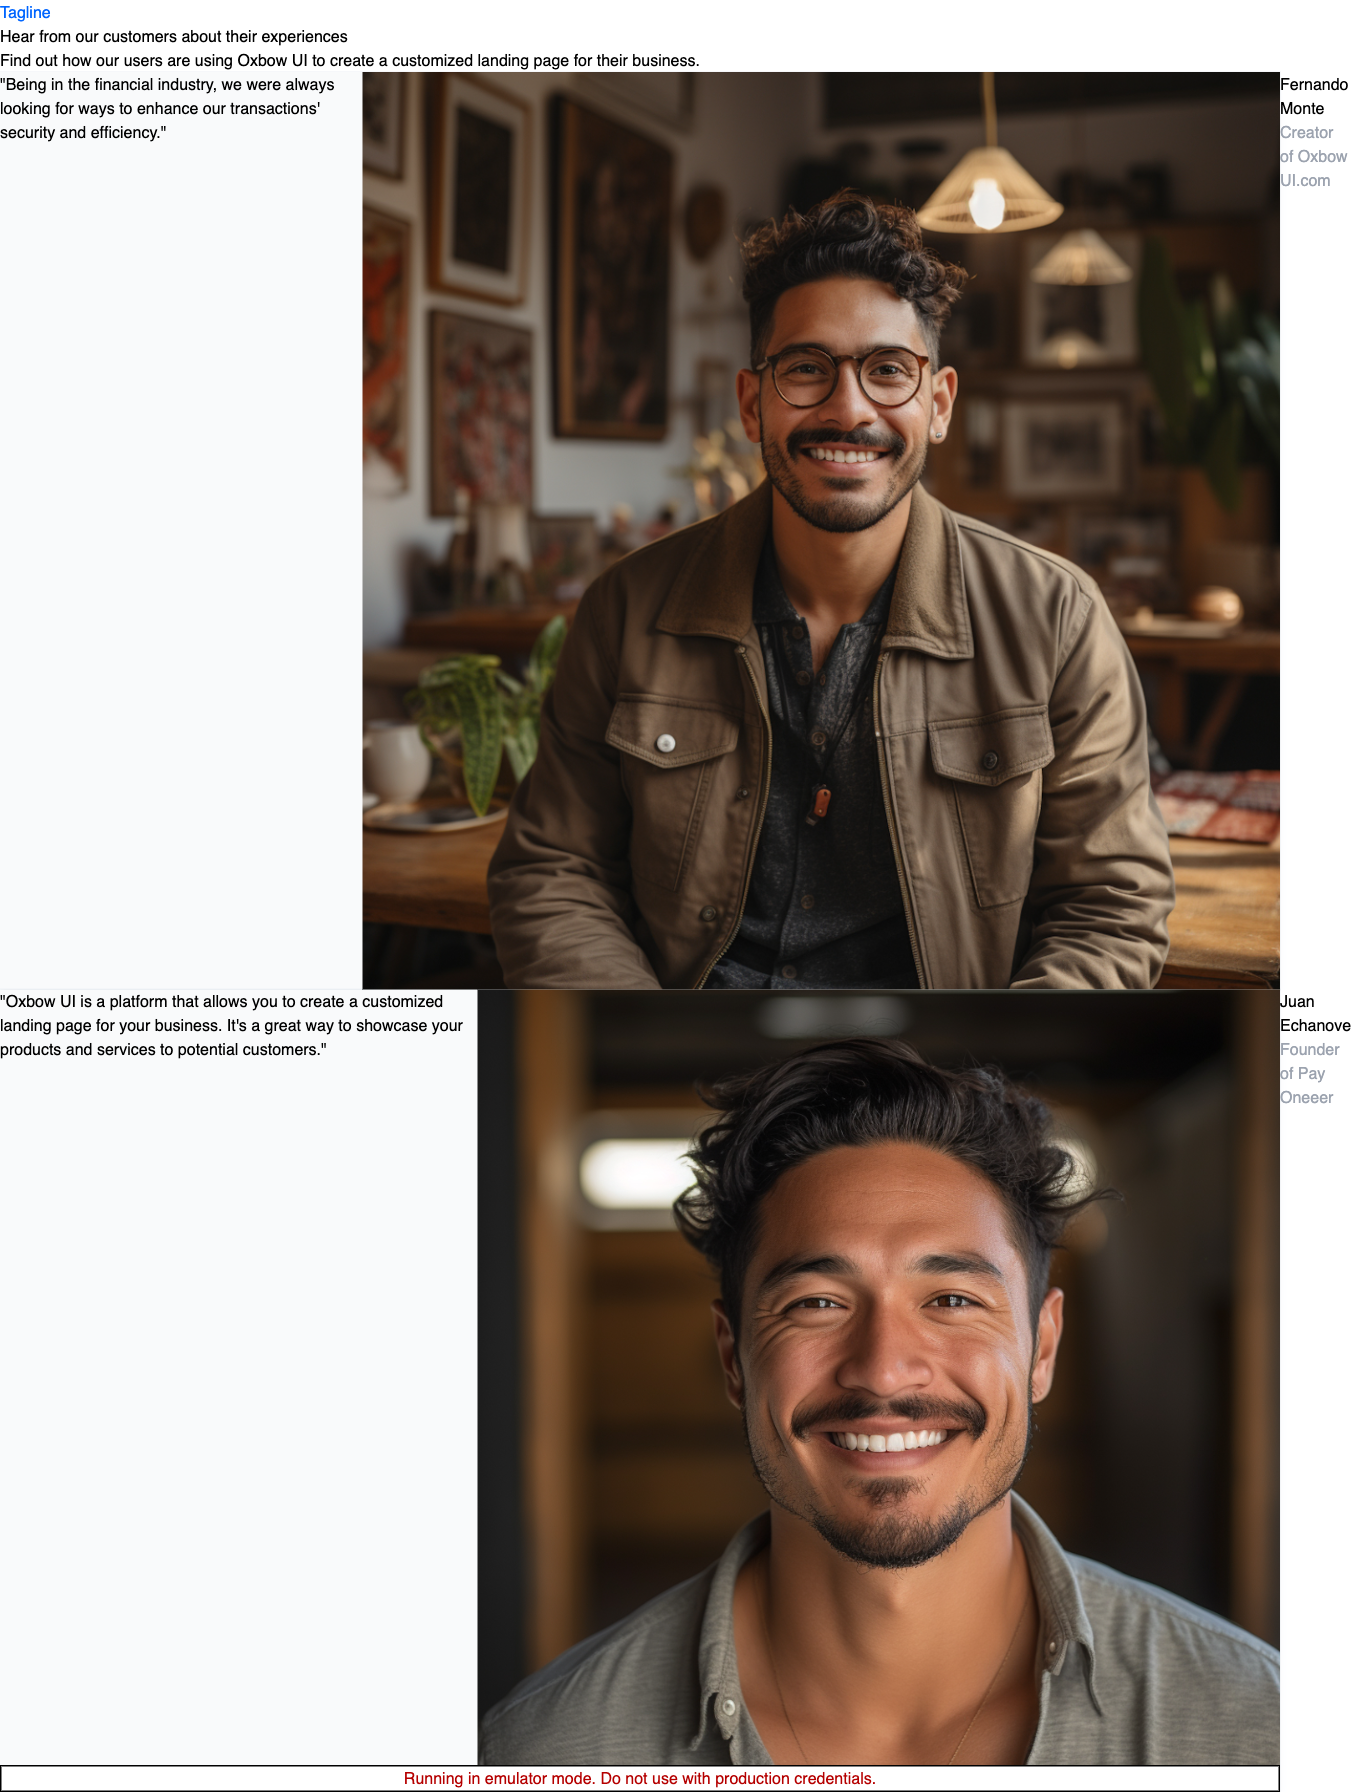 Tagline
Hear from our customers about their experiences
Find out how our users are using Oxbow UI to create a customized landing page for their business.
"Being in the financial industry, we were always
looking for ways to enhance our transactions'
security and efficiency."
Fernando
Monte
Creator
of Oxbow
UI.com
"Oxbow UI is a platform that allows you to create a customized
landing page for your business. It's a great way to showcase your
products and services to potential customers."
Juan
Echanove
Founder
of Pay
Oneeer
Running in emulator mode. Do not use with production credentials.